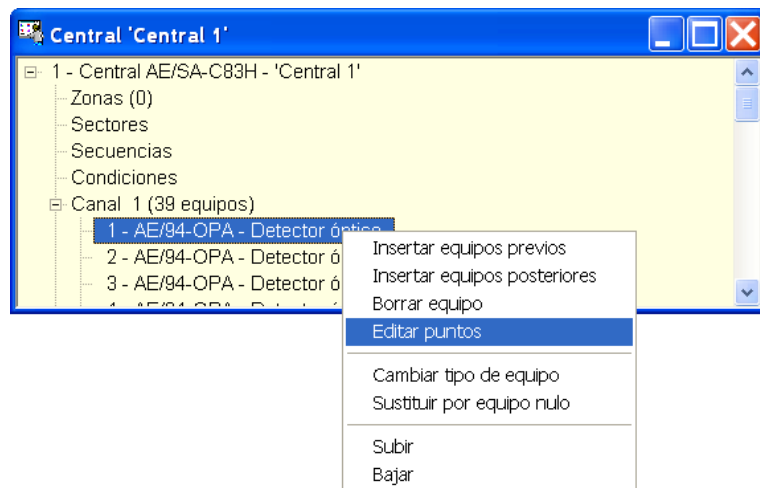 Central 'Central 1'
1 - Central AE/SA-C83H - 'Central 1'
Zonas (0)
Sectores
Secuencias
Condiciones
Canal 1 (39 equipos)
1 - AE/94-OPA - Detector óptico
2 - AE/94-OPA - Detector ó
3 - AE/94-OPA - Detector ó
Insertar equipos previos
Insertar equipos posteriores
Borrar equipo
Editar puntos
Cambiar tipo de equipo
Sustituir por equipo nulo
Subir
Bajar